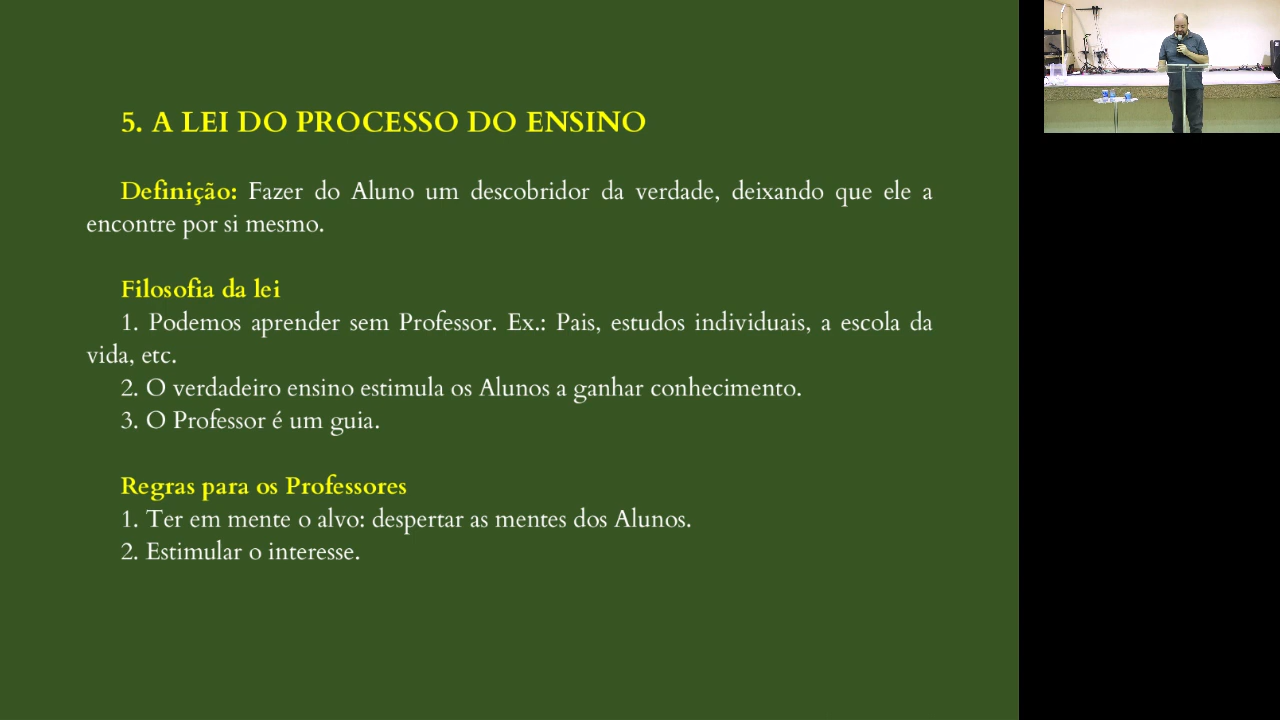 5. A LEI DO PROCESSO DO ENSINO
Definição: Fazer do Aluno um descobridor da verdade, deixando que ele a
encontre por si mesmo.
Filosofia da lei
1. Podemos aprender sem Professor. Ex.: Pais, estudos individuais, a escola da
vida, etc.
2. O verdadeiro ensino estimula os Alunos a ganhar conhecimento.
3. O Professor é um guia.
Regras para os Professores
1. Ter em mente o alvo: despertar as mentes dos Alunos.
2. Estimular o interesse.